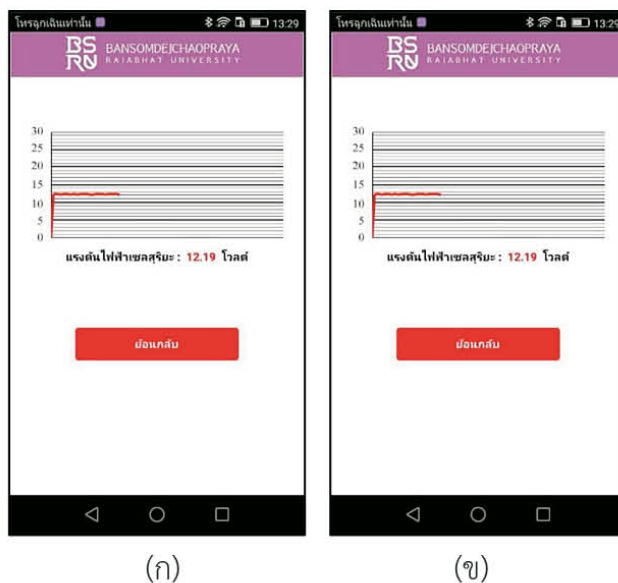 โทรฉุกเฉินเท่านั้น 13:29
BS
RU
BANSOMDEJCHAOPRAYA
RAJABHAT UNIVERSITY
30
25
20
15
10
5
0
แรงดันไฟฟ้าเซลสุริยะ : 12.19 โวลต์
ย้อนกลับ
(ก)
โทรฉุกเฉินเท่านั้น 13:29
BS
RU
BANSOMDEJCHAOPRAYA
RAJABHAT UNIVERSITY
30
25
20
15
10
5
0
แรงดันไฟฟ้าเซลสุริยะ : 12.19 โวลต์
ย้อนกลับ
(ข)